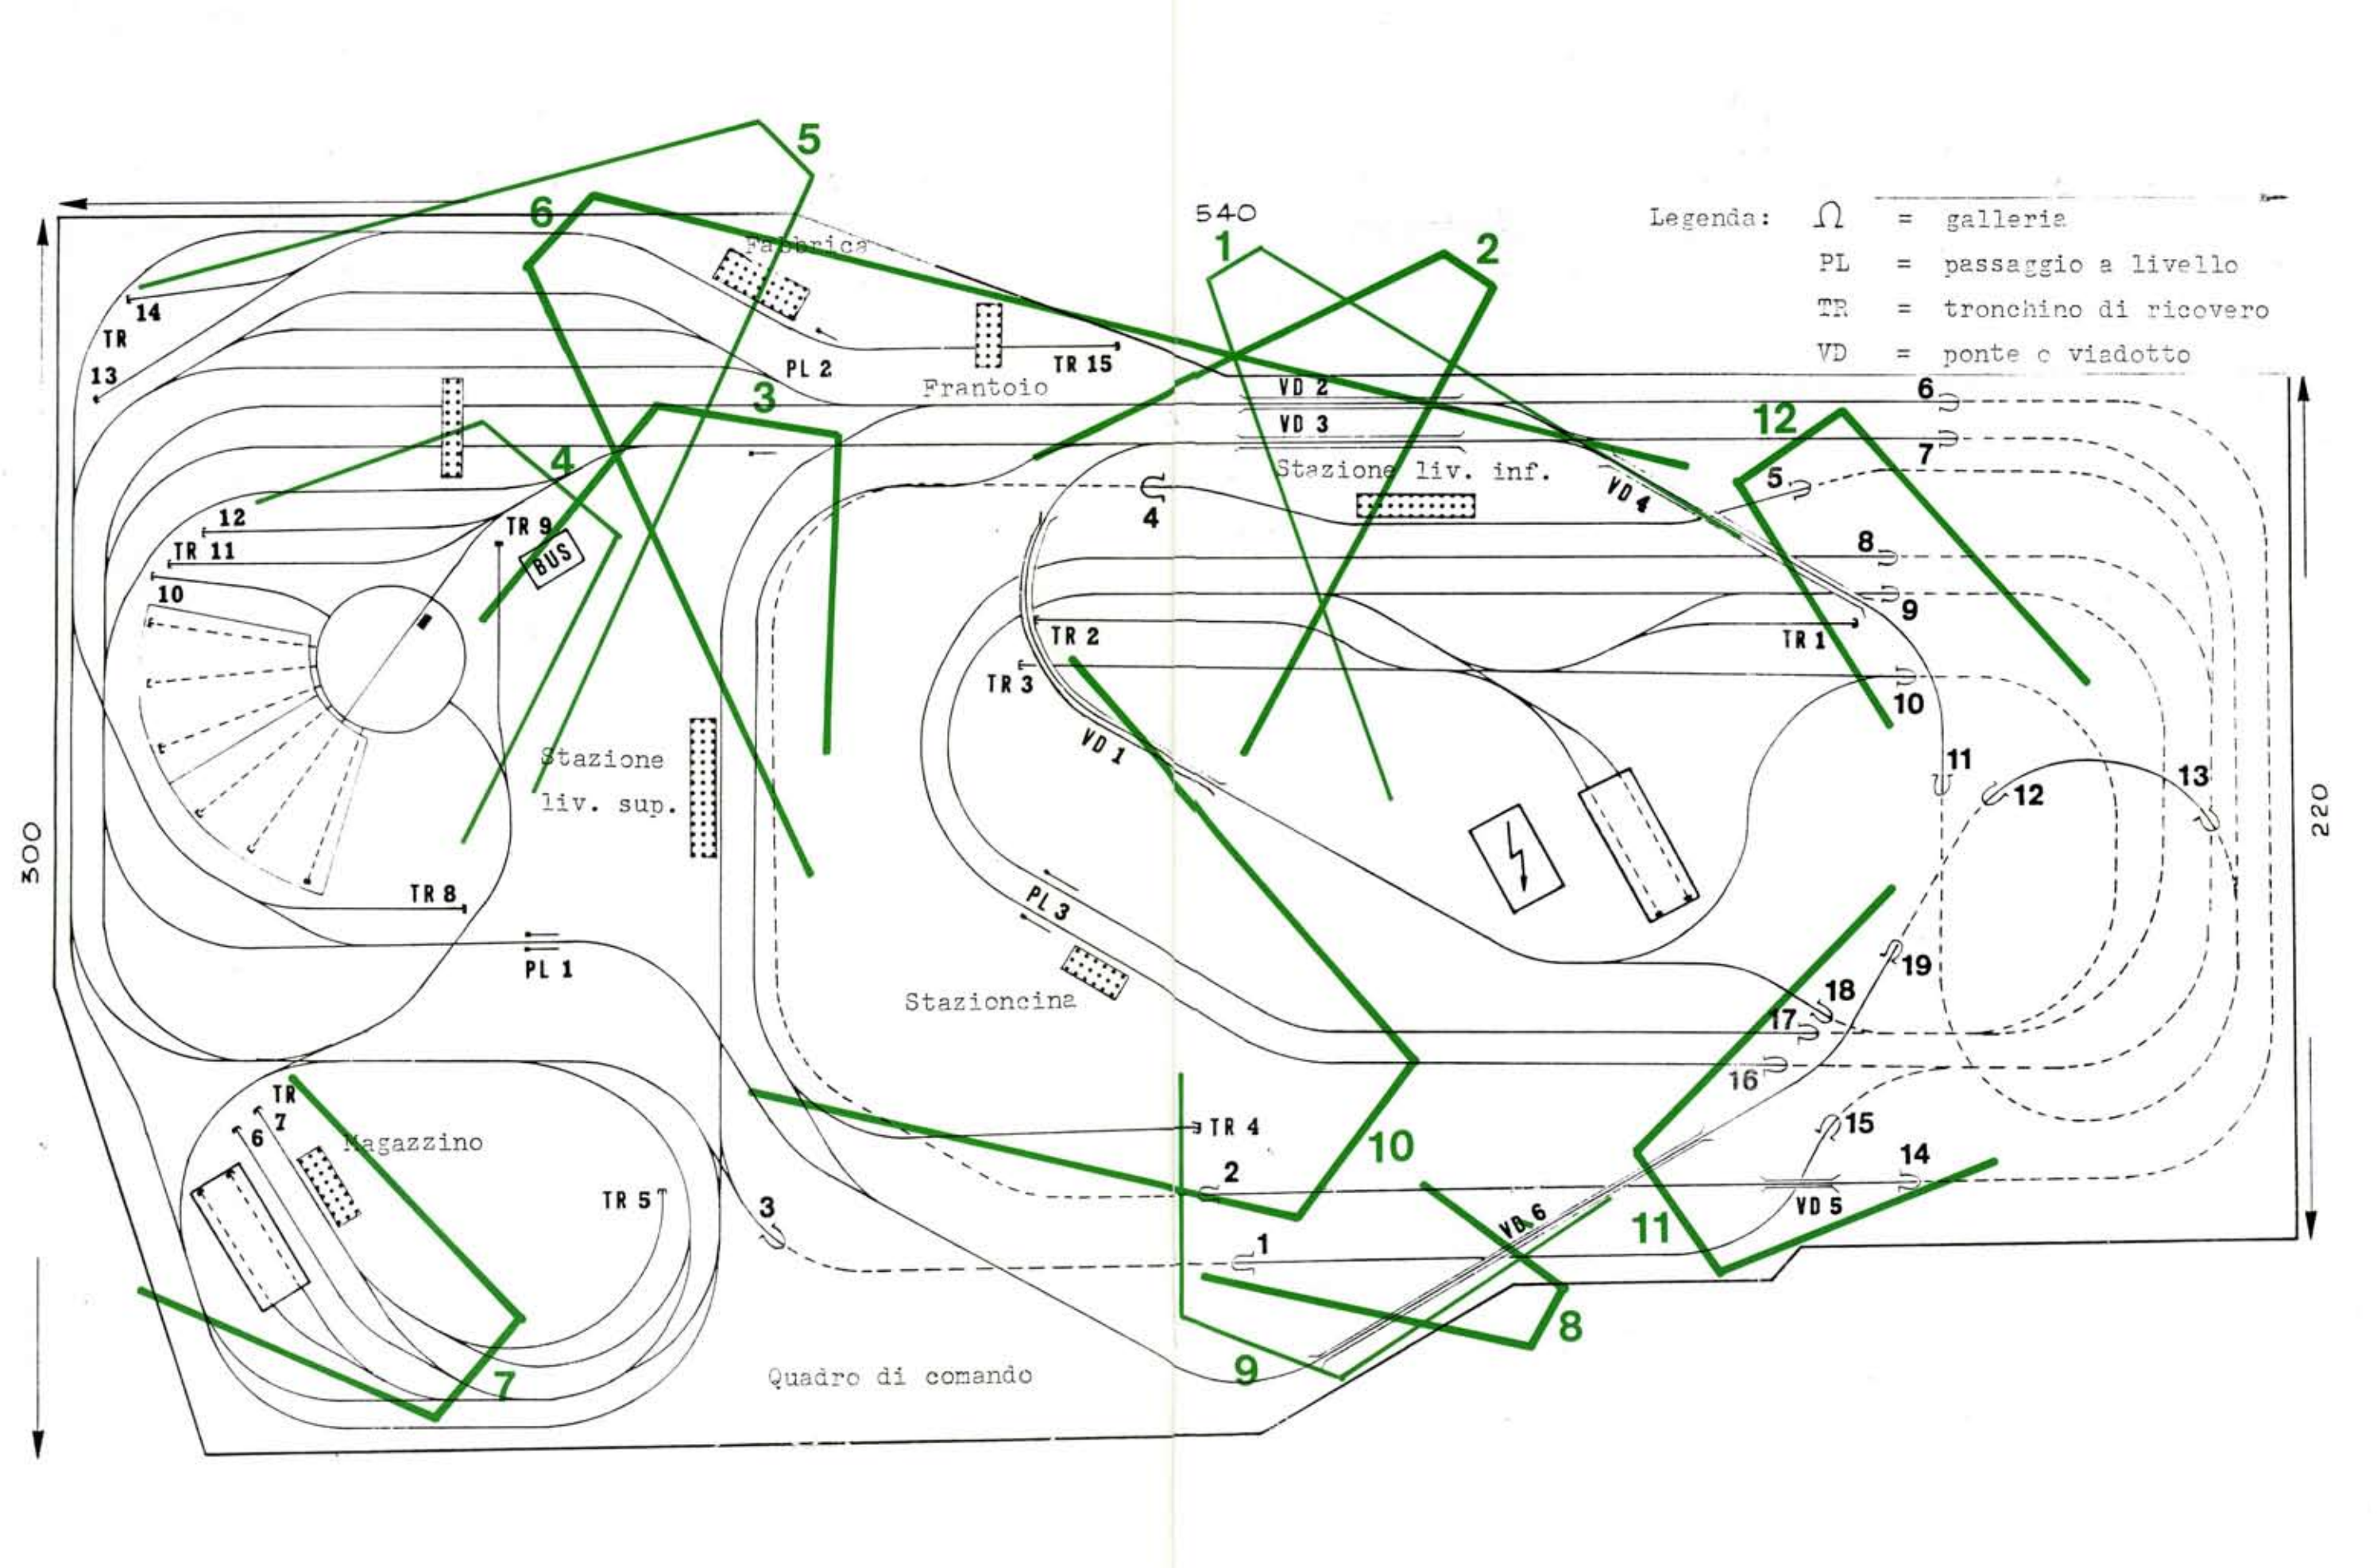 5
6
540
Legenda: Ω = galleria
PL = passaggio a livello
TR = tronchino di ricovero
VD = ponte o viadotto
1
2
Fabbrica
14
TR
13
PL 2
TR 15
Frantoio
3
VD 2
VD 3
6
7
12
4
Stazione liv. inf.
5
VD 4
4
12
TR 9
TR 11
BUS
10
8
9
TR 2
TR 1
TR 3
10
VD 1
11
12
13
Stazione
liv. sup.
300
220
TR 8
PL 3
PL 1
19
18
17
16
Stazioncina
TR
7
6
Magazzino
TR 4
10
15
14
2
TR 5
3
VD 5
VD 6
11
1
8
9
7
Quadro di comando